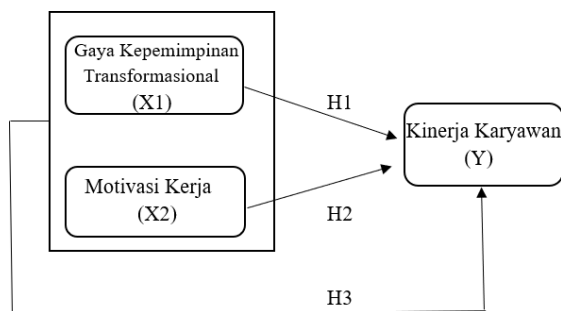 Gaya Kepemimpinan
Transformasional
(X1)
H1
Kinerja Karyawan
(Y)
Motivasi Kerja
(X2)
H2
H3